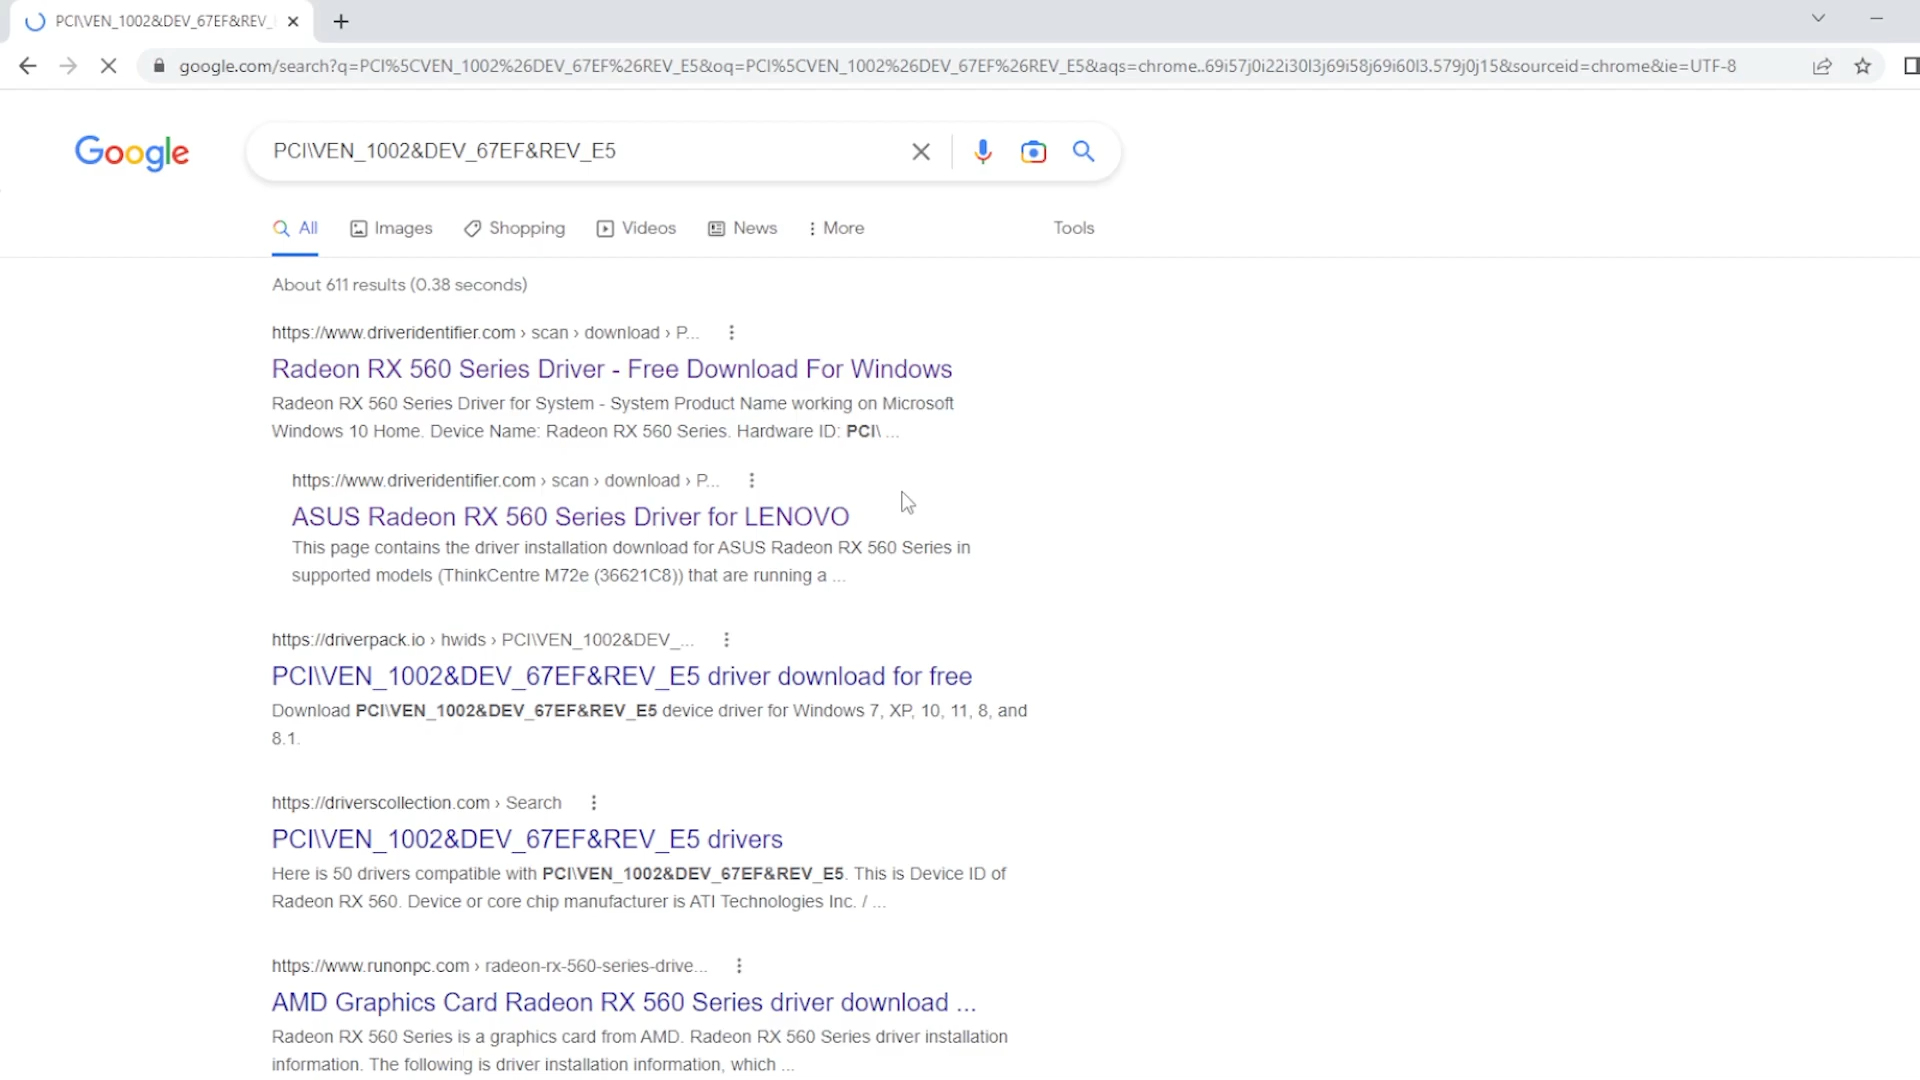 PCI\VEN_1002&DEV_67EF&REV_
google.com/search?q=PCI%5CVEN_1002%26DEV_67EF%26REV_E5&oq=PCI%5CVEN_1002%26DEV_67EF%26REV_E5&aqs=chrome..69i57j0i22i30l3j69i58j69i60l3.579j0j15&sourceid=chrome&ie=UTF-8
Google
PCI\VEN_1002&DEV_67EF&REV_E5
All Images Shopping Videos News More Tools
About 611 results (0.38 seconds)
https://www.driveridentifier.com › scan › download › P...
Radeon RX 560 Series Driver - Free Download For Windows
Radeon RX 560 Series Driver for System - System Product Name working on Microsoft
Windows 10 Home. Device Name: Radeon RX 560 Series. Hardware ID: PCI\ ...
https://www.driveridentifier.com › scan › download › P...
ASUS Radeon RX 560 Series Driver for LENOVO
This page contains the driver installation download for ASUS Radeon RX 560 Series in
supported models (ThinkCentre M72e (36621C8)) that are running a ...
https://driverpack.io › hwids › PCI\VEN_1002&DEV_...
PCI\VEN_1002&DEV_67EF&REV_E5 driver download for free
Download PCI\VEN_1002&DEV_67EF&REV_E5 device driver for Windows 7, XP, 10, 11, 8, and
8.1.
https://driverscollection.com › Search
PCI\VEN_1002&DEV_67EF&REV_E5 drivers
Here is 50 drivers compatible with PCI\VEN_1002&DEV_67EF&REV_E5. This is Device ID of
Radeon RX 560. Device or core chip manufacturer is ATI Technologies Inc. / ...
https://www.runonpc.com › radeon-rx-560-series-drive...
AMD Graphics Card Radeon RX 560 Series driver download ...
Radeon RX 560 Series is a graphics card from AMD. Radeon RX 560 Series driver installation
information. The following is driver installation information, which ...